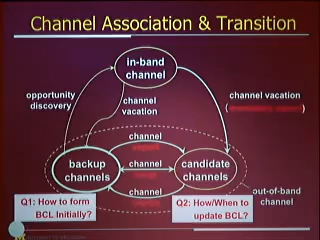 Channel Association & Transition
in-band
channel
opportunity
discovery
channel
vacation
channel vacation
channel
backup
channels
channel
candidate
channels
channel
out-of-band
channel
Q1: How to form
BCL Initially?
Q2: How/When to
update BCL?